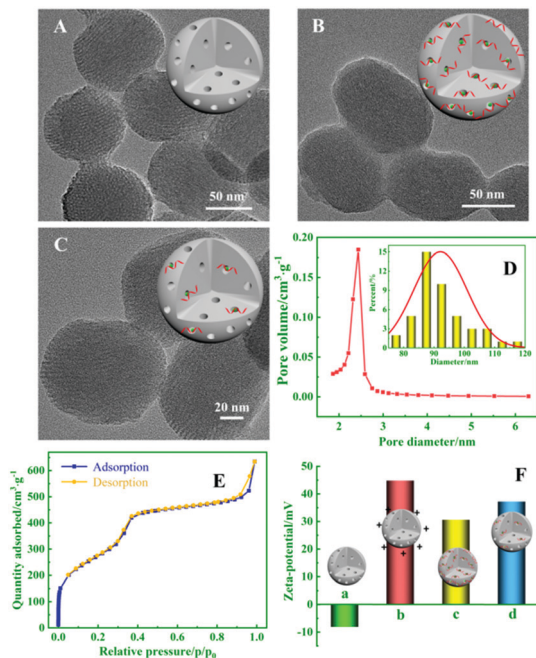 A
50 nm
B
50 nm
C
20 nm
D
Pore volume/cm³·g⁻¹
0.20
0.15
0.10
0.05
0.00
2 3 4 5 6
Pore diameter/nm
Percent/%
15
12
9
6
3
0
80 90 100 110 120
Diameter/nm
E
Adsorption
Desorption
Quantity adsorbed/cm³·g⁻¹
600
500
400
300
200
100
0
0.0 0.2 0.4 0.6 0.8 1.0
Relative pressure/p/p₀
F
Zeta-potential/mV
50
40
30
20
10
0
-10
a
b
c
d